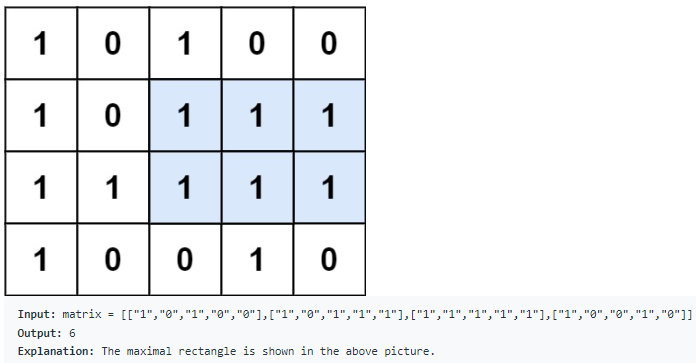 1 0 1 0 0
1 0 1 1 1
1 1 1 1 1
1 0 0 1 0
Input: matrix = [["1","0","1","0","0"],["1","0","1","1","1"],["1","1","1","1","1"],["1","0","0","1","0"]]
Output: 6
Explanation: The maximal rectangle is shown in the above picture.